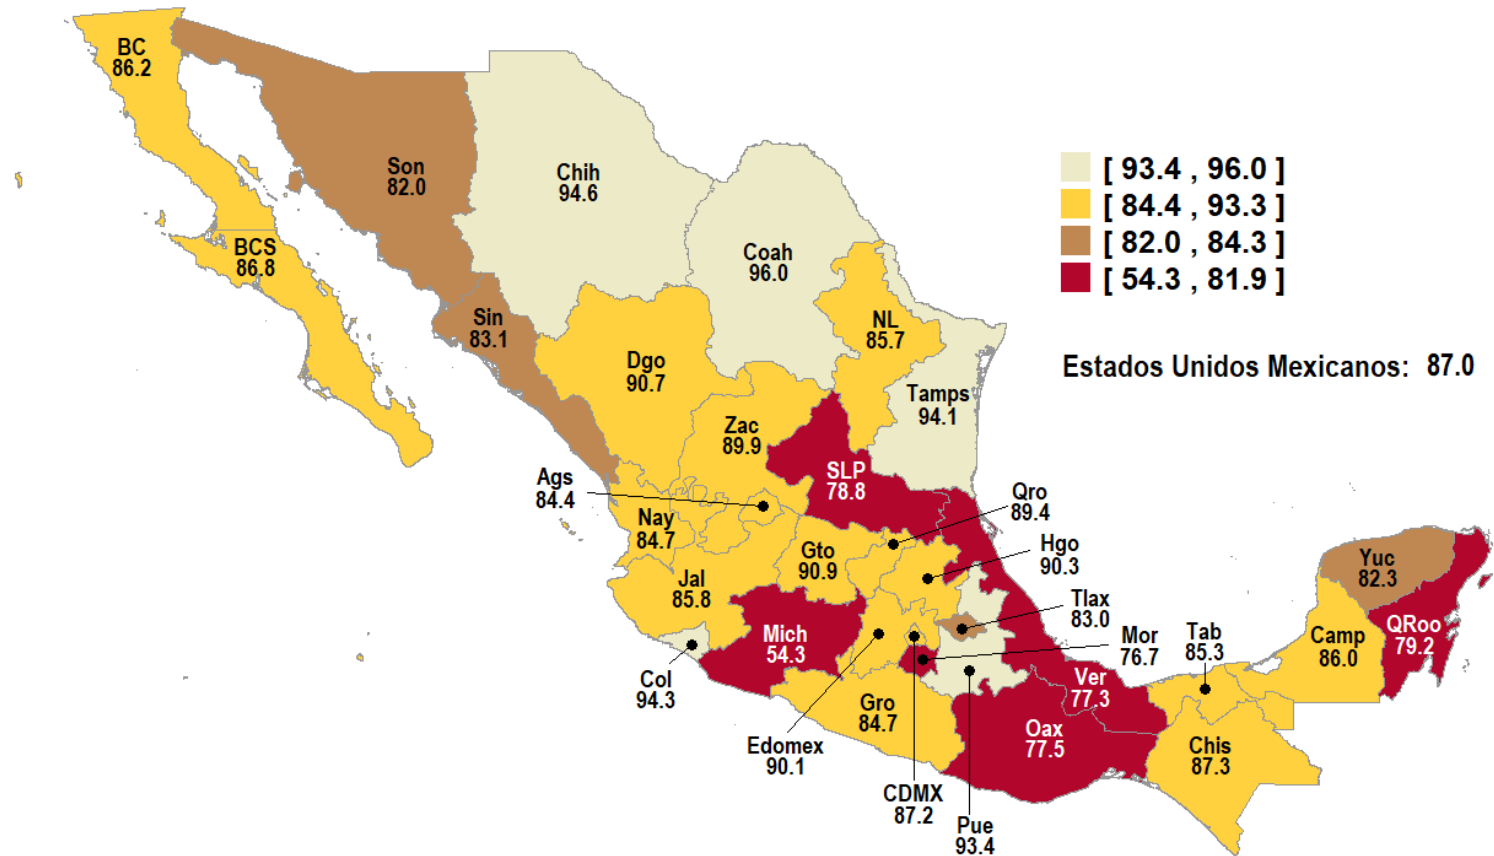 BC
86.2
Son
82.0
Chih
94.6
[ 93.4 , 96.0 ]
[ 84.4 , 93.3 ]
[ 82.0 , 84.3 ]
[ 54.3 , 81.9 ]
BCS
86.8
Coah
96.0
Sin
83.1
NL
85.7
Estados Unidos Mexicanos: 87.0
Dgo
90.7
Tamps
94.1
Zac
89.9
SLP
78.8
Ags
84.4
Qro
89.4
Nay
84.7
Gto
90.9
Hgo
90.3
Yuc
82.3
Jal
85.8
Tlax
83.0
Mich
54.3
Mor
76.7
Tab
85.3
Camp
86.0
QRoo
79.2
Col
94.3
Ver
77.3
Gro
84.7
Oax
77.5
Edomex
90.1
Chis
87.3
CDMX
87.2
Pue
93.4